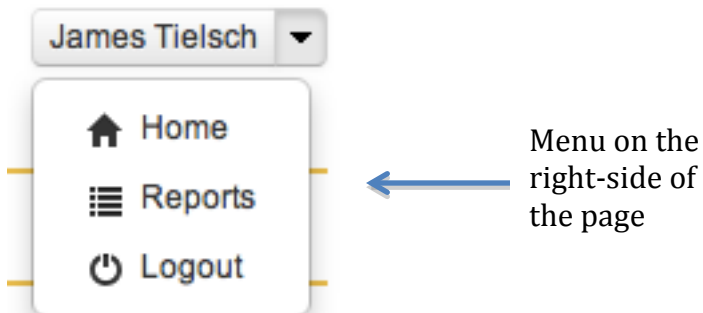 James Tielsch
Home
Reports
Logout
Menu on the
right-side of
the page